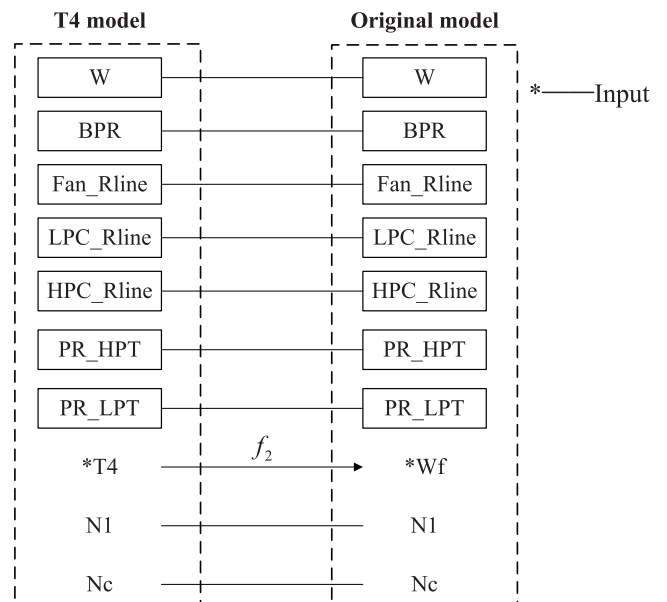 T4 model Original model
W W
*——Input
BPR BPR
Fan_Rline Fan_Rline
LPC_Rline LPC_Rline
HPC_Rline HPC_Rline
PR_HPT PR_HPT
PR_LPT PR_LPT
*T4 f2 *Wf
N1 N1
Nc Nc